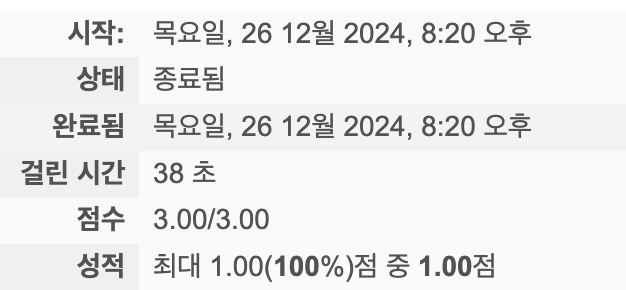 시작: 목요일, 26 12월 2024, 8:20 오후
상태 종료됨
완료됨 목요일, 26 12월 2024, 8:20 오후
걸린 시간 38 초
점수 3.00/3.00
성적 최대 1.00(100%)점 중 1.00점